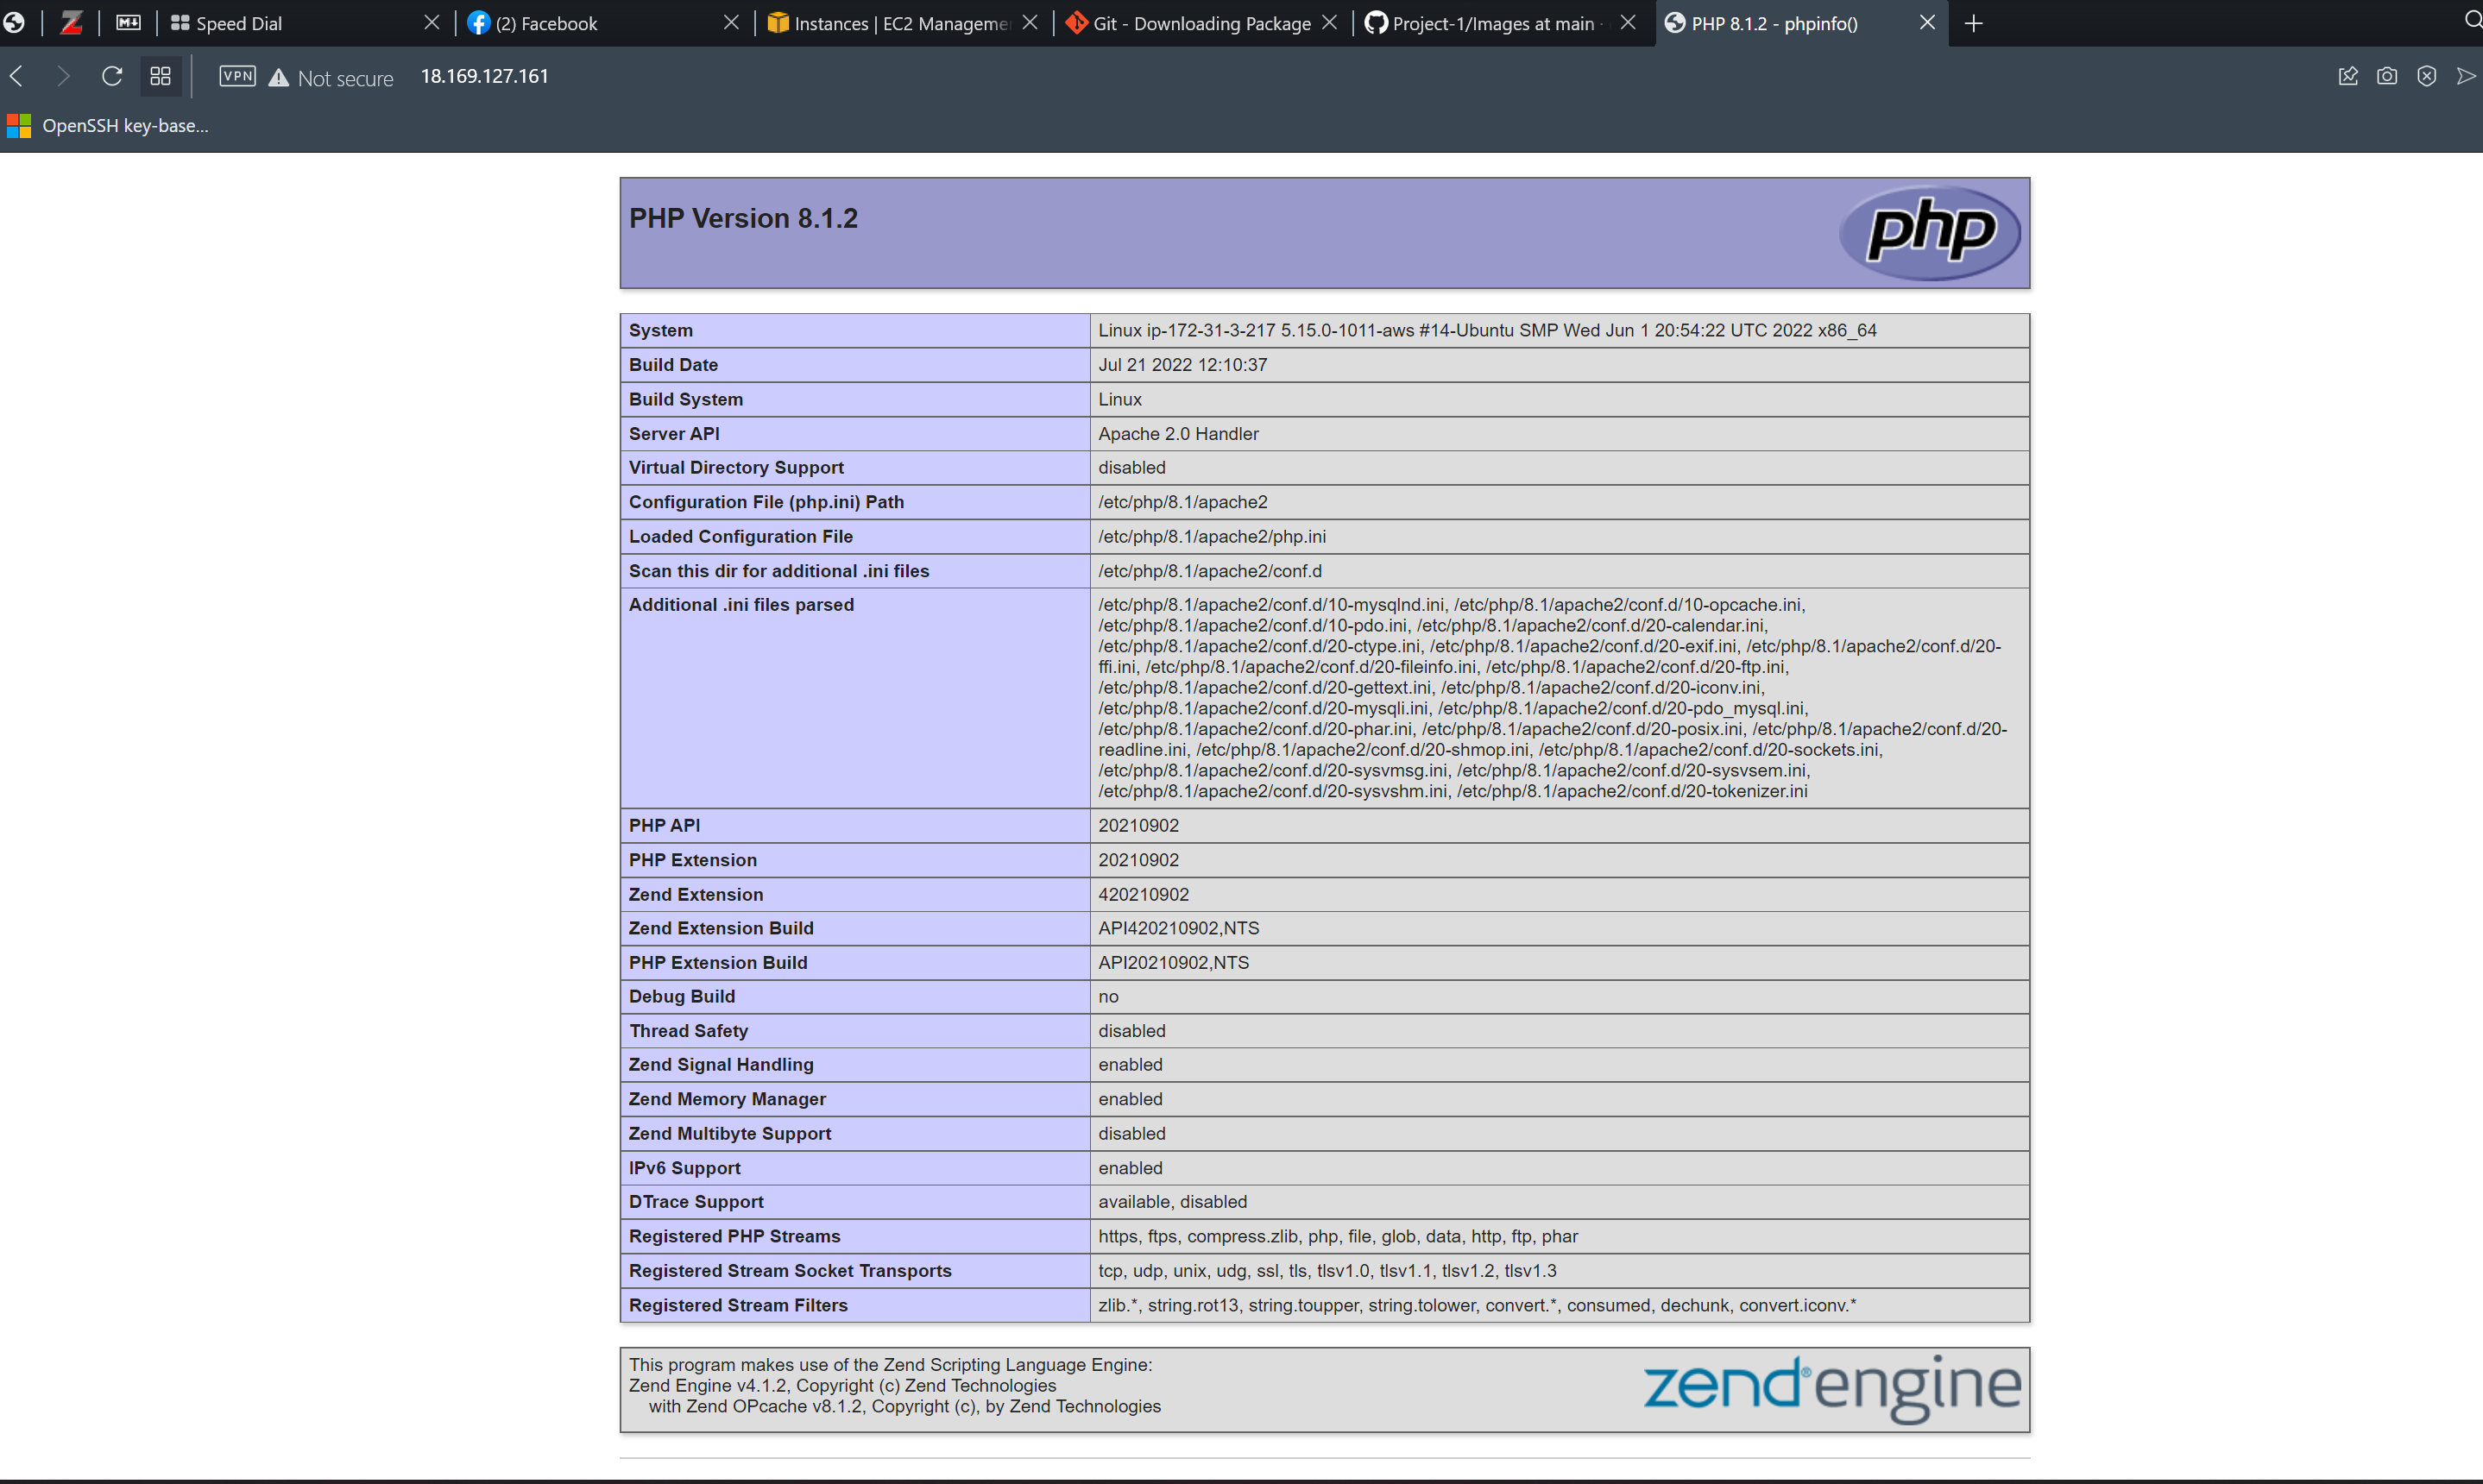 Speed Dial
(2) Facebook
Instances | EC2 Manageme
Git - Downloading Package
Project-1/Images at main ·
PHP 8.1.2 - phpinfo()
VPN Not secure 18.169.127.161
OpenSSH key-base...
PHP Version 8.1.2
php
System Linux ip-172-31-3-217 5.15.0-1011-aws #14-Ubuntu SMP Wed Jun 1 20:54:22 UTC 2022 x86_64
Build Date Jul 21 2022 12:10:37
Build System Linux
Server API Apache 2.0 Handler
Virtual Directory Support disabled
Configuration File (php.ini) Path /etc/php/8.1/apache2
Loaded Configuration File /etc/php/8.1/apache2/php.ini
Scan this dir for additional .ini files /etc/php/8.1/apache2/conf.d
Additional .ini files parsed /etc/php/8.1/apache2/conf.d/10-mysqlnd.ini, /etc/php/8.1/apache2/conf.d/10-opcache.ini,
/etc/php/8.1/apache2/conf.d/10-pdo.ini, /etc/php/8.1/apache2/conf.d/20-calendar.ini,
/etc/php/8.1/apache2/conf.d/20-ctype.ini, /etc/php/8.1/apache2/conf.d/20-exif.ini, /etc/php/8.1/apache2/conf.d/20-
ffi.ini, /etc/php/8.1/apache2/conf.d/20-fileinfo.ini, /etc/php/8.1/apache2/conf.d/20-ftp.ini,
/etc/php/8.1/apache2/conf.d/20-gettext.ini, /etc/php/8.1/apache2/conf.d/20-iconv.ini,
/etc/php/8.1/apache2/conf.d/20-mysqli.ini, /etc/php/8.1/apache2/conf.d/20-pdo_mysql.ini,
/etc/php/8.1/apache2/conf.d/20-phar.ini, /etc/php/8.1/apache2/conf.d/20-posix.ini, /etc/php/8.1/apache2/conf.d/20-
readline.ini, /etc/php/8.1/apache2/conf.d/20-shmop.ini, /etc/php/8.1/apache2/conf.d/20-sockets.ini,
/etc/php/8.1/apache2/conf.d/20-sysvmsg.ini, /etc/php/8.1/apache2/conf.d/20-sysvsem.ini,
/etc/php/8.1/apache2/conf.d/20-sysvshm.ini, /etc/php/8.1/apache2/conf.d/20-tokenizer.ini
PHP API 20210902
PHP Extension 20210902
Zend Extension 420210902
Zend Extension Build API420210902,NTS
PHP Extension Build API20210902,NTS
Debug Build no
Thread Safety disabled
Zend Signal Handling enabled
Zend Memory Manager enabled
Zend Multibyte Support disabled
IPv6 Support enabled
DTrace Support available, disabled
Registered PHP Streams https, ftps, compress.zlib, php, file, glob, data, http, ftp, phar
Registered Stream Socket Transports tcp, udp, unix, udg, ssl, tls, tlsv1.0, tlsv1.1, tlsv1.2, tlsv1.3
Registered Stream Filters zlib.*, string.rot13, string.toupper, string.tolower, convert.*, consumed, dechunk, convert.iconv.*
This program makes use of the Zend Scripting Language Engine:
Zend Engine v4.1.2, Copyright (c) Zend Technologies
with Zend OPcache v8.1.2, Copyright (c), by Zend Technologies
zend® engine